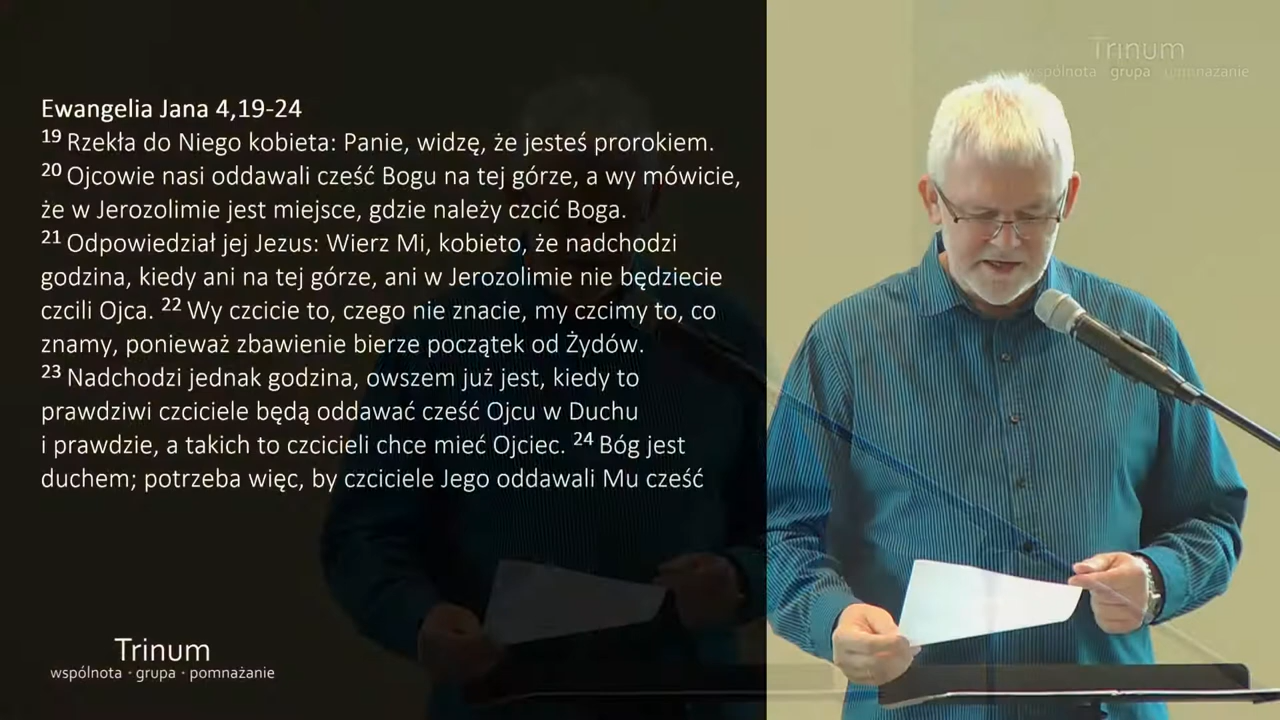 Ewangelia Jana 4,19-24
19 Rzekła do Niego kobieta: Panie, widzę, że jesteś prorokiem.
20 Ojcowie nasi oddawali cześć Bogu na tej górze, a wy mówicie,
że w Jerozolimie jest miejsce, gdzie należy czcić Boga.
21 Odpowiedział jej Jezus: Wierz Mi, kobieto, że nadchodzi
godzina, kiedy ani na tej górze, ani w Jerozolimie nie będziecie
czcili Ojca. 22 Wy czcicie to, czego nie znacie, my czcimy to, co
znamy, ponieważ zbawienie bierze początek od Żydów.
23 Nadchodzi jednak godzina, owszem już jest, kiedy to
prawdziwi czciciele będą oddawać cześć Ojcu w Duchu
i prawdzie, a takich to czcicieli chce mieć Ojciec. 24 Bóg jest
duchem; potrzeba więc, by czciciele Jego oddawali Mu cześć
Trinum
wspólnota · grupa · pomnażanie
Trinum
wspólnota · grupa · pomnażanie